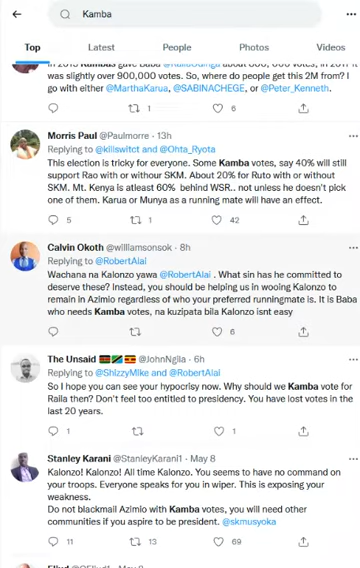 Kamba
Top Latest People Photos Videos
was slightly over 900,000 votes. So, where do people get this 2M from? I
go with either @MarthaKarua, @SABINACHEGE, or @Peter_Kenneth.
1 6
Morris Paul @Paulmorre · 13h
Replying to @kiliswitct and @Ohta_Ryota
This election is tricky for everyone. Some Kamba votes, say 40% will still
support Rao with or withour SKM. About 20% for Ruto with or without
SKM. Mt. Kenya is atleast 60% behind WSR.. not unless he doesn't pick
one of them. Karua or Munya as a running mate will have an effect.
5 1 42
Calvin Okoth @williamsonsok · 8h
Replying to @RobertAlai
Wachana na Kalonzo yawa @RobertAlai . What sin has he committed to
deserve these? Instead, you should be helping us in wooing Kalonzo to
remain in Azimio regardless of who your preferred runningmate is. It is Baba
who needs Kamba votes, na kuzipata bila Kalonzo isnt easy
6
The Unsaid @JohnNgila · 6h
Replying to @ShizzyMike and @RobertAlai
So I hope you can see your hypocrisy now. Why should we Kamba vote for
Raila then? Don't feel too entitled to presidency. You have lost votes in the
last 20 years.
1 1
Stanley Karani @StanleyKarani1 · May 8
Kalonzo! Kalonzo! All time Kalonzo. You seems to have no command on
your troops. Everyone speaks for you in wiper. This is exposing your
weakness.
Do not blackmail Azimio with Kamba votes, you will need other
communities if you aspire to be president. @skmusyoka
11 13 69